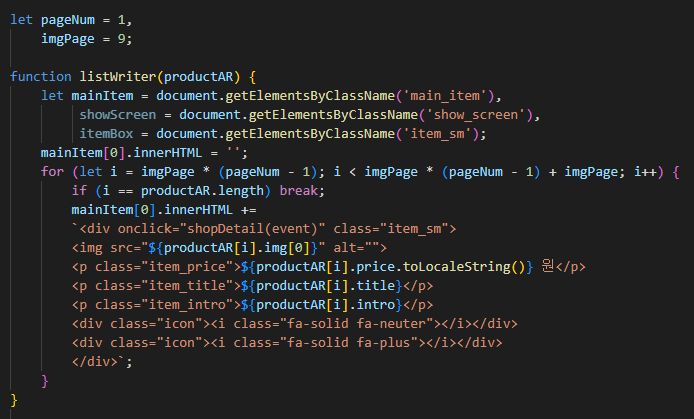 let pageNum = 1,
    imgPage = 9;

function listWriter(productAR) {
    let mainItem = document.getElementsByClassName('main_item'),
        showScreen = document.getElementsByClassName('show_screen'),
        itemBox = document.getElementsByClassName('item_sm');
    mainItem[0].innerHTML = '';
    for (let i = imgPage * (pageNum - 1); i < imgPage * (pageNum - 1) + imgPage; i++) {
        if (i == productAR.length) break;
        mainItem[0].innerHTML +=
        `<div onclick="shopDetail(event)" class="item_sm">
        <img src="${productAR[i].img[0]}" alt="">
        <p class="item_price">${productAR[i].price.toLocaleString()} 원</p>
        <p class="item_title">${productAR[i].title}</p>
        <p class="item_intro">${productAR[i].intro}</p>
        <div class="icon"><i class="fa-solid fa-neuter"></i></div>
        <div class="icon"><i class="fa-solid fa-plus"></i></div>
        </div>`;
    }
}